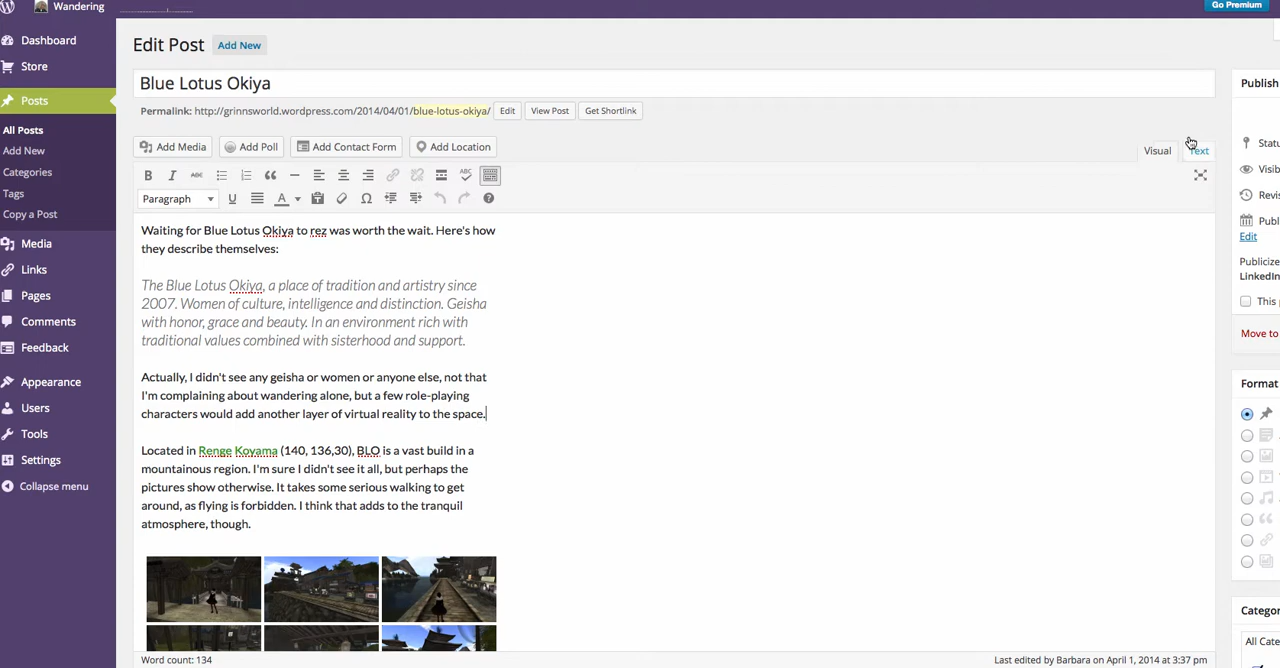 Wandering
Go Premium
Dashboard
Store
Posts
All Posts
Add New
Categories
Tags
Copy a Post
Media
Links
Pages
Comments
Feedback
Appearance
Users
Tools
Settings
Collapse menu
Edit Post Add New
Blue Lotus Okiya
Permalink: http://grinnsworld.wordpress.com/2014/04/01/blue-lotus-okiya/ Edit View Post Get Shortlink
Add Media Add Poll Add Contact Form Add Location
Visual Text
B I ABC ABC
Paragraph U A Ω
Waiting for Blue Lotus Okiya to rez was worth the wait. Here's how
they describe themselves:
The Blue Lotus Okiya, a place of tradition and artistry since
2007. Women of culture, intelligence and distinction. Geisha
with honor, grace and beauty. In an environment rich with
traditional values combined with sisterhood and support.
Actually, I didn't see any geisha or women or anyone else, not that
I'm complaining about wandering alone, but a few role-playing
characters would add another layer of virtual reality to the space.
Located in Renge Koyama (140, 136,30), BLO is a vast build in a
mountainous region. I'm sure I didn't see it all, but perhaps the
pictures show otherwise. It takes some serious walking to get
around, as flying is forbidden. I think that adds to the tranquil
atmosphere, though.
Word count: 134 Last edited by Barbara on April 1, 2014 at 3:37 pm
Publish
Statu
Visib
Revis
Publ
Edit
Publicize
LinkedIn
This p
Move to
Format
Categor
All Cate